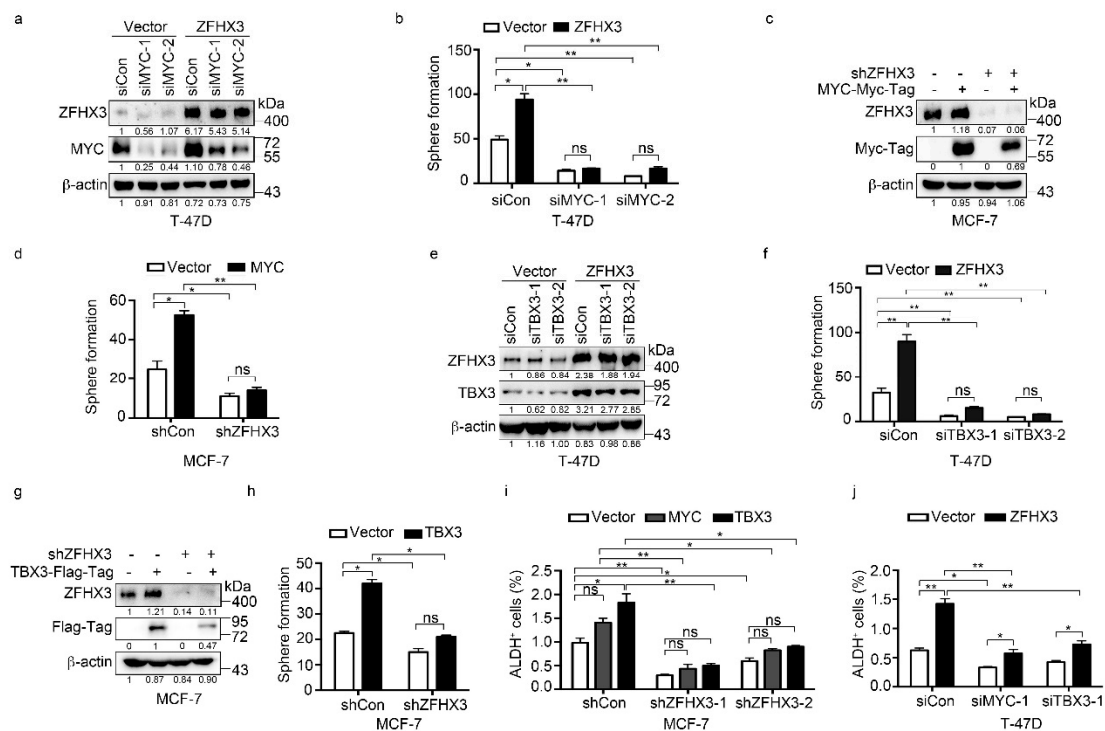 a
Vector ZFHX3
siCon siMYC-1 siMYC-2 siCon siMYC-1 siMYC-2
kDa
ZFHX3 400
1 0.56 1.07 6.17 5.43 5.14
MYC 72
55
1 0.25 0.44 1.10 0.78 0.46
β-actin 43
1 0.91 0.81 0.72 0.73 0.75
T-47D
b
Vector ZFHX3
Sphere formation
150
100
50
0
** ** * * ** ns ns
siCon siMYC-1 siMYC-2
T-47D
c
shZFHX3 - - + +
MYC-Myc-Tag - + - +
kDa
ZFHX3 400
1 1.18 0.07 0.06
Myc-Tag 72
55
0 1 0 0.69
β-actin 43
1 0.95 0.94 1.06
MCF-7
d
Vector MYC
Sphere formation
60
40
20
0
** * * ns
shCon shZFHX3
MCF-7
e
Vector ZFHX3
siCon siTBX3-1 siTBX3-2 siCon siTBX3-1 siTBX3-2
kDa
ZFHX3 400
1 0.86 0.84 2.38 1.88 1.94
TBX3 95
72
1 0.62 0.82 3.21 2.77 2.85
β-actin 43
1 1.16 1.00 0.83 0.98 0.86
T-47D
f
Vector ZFHX3
Sphere formation
150
100
50
0
** ** ** ** ** ns ns
siCon siTBX3-1 siTBX3-2
T-47D
g
shZFHX3 - - + +
TBX3-Flag-Tag - + - +
kDa
ZFHX3 400
1 1.21 0.14 0.11
Flag-Tag 95
72
0 1 0 0.47
β-actin 43
1 0.87 0.84 0.90
MCF-7
h
Vector TBX3
Sphere formation
50
40
30
20
10
0
* * * ns
shCon shZFHX3
MCF-7
i
Vector MYC TBX3
ALDH⁺ cells (%)
2.5
2.0
1.5
1.0
0.5
0.0
* * ** ** * * ** ns ns ns ns ns
shCon shZFHX3-1 shZFHX3-2
MCF-7
j
Vector ZFHX3
ALDH⁺ cells (%)
2.0
1.5
1.0
0.5
0.0
** * ** ** * *
siCon siMYC-1 siTBX3-1
T-47D